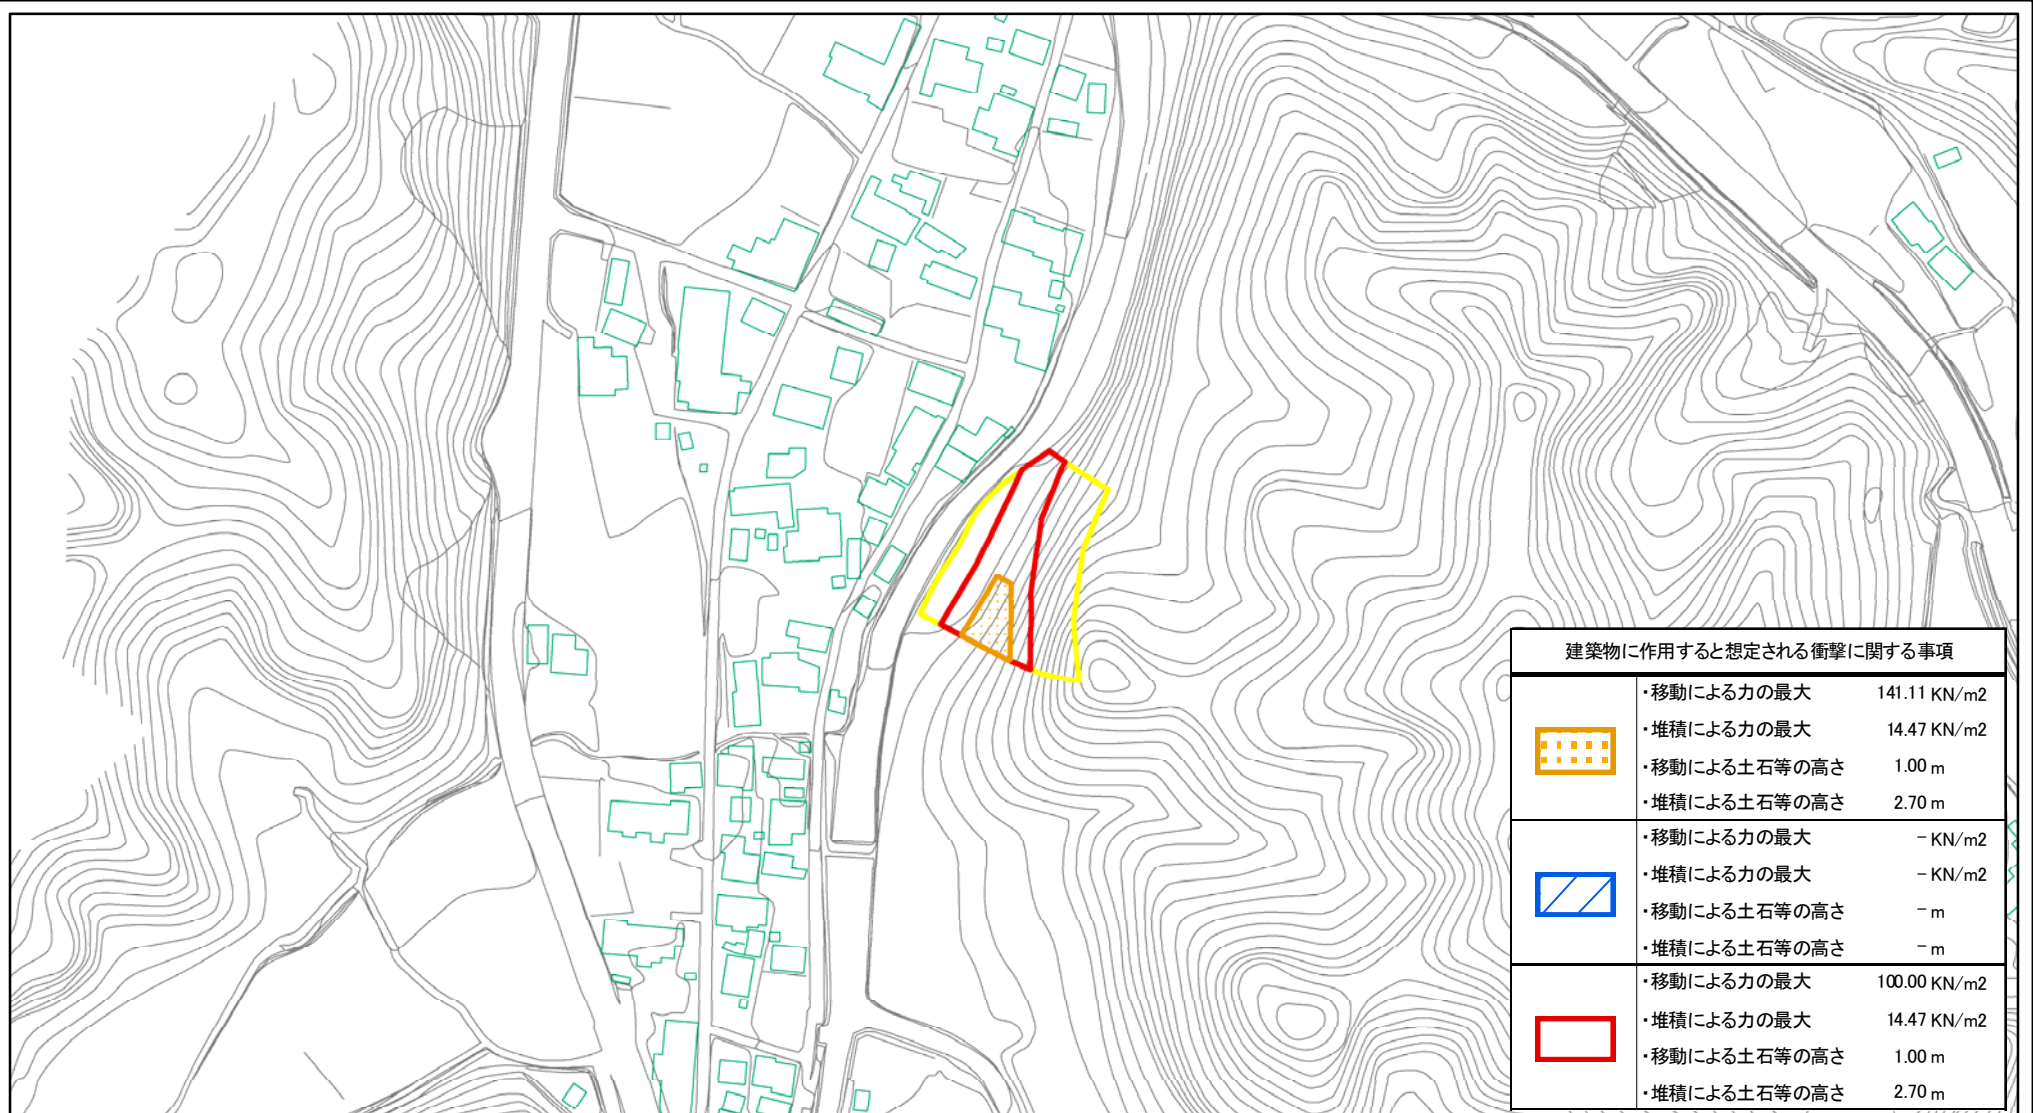 建築物に作用すると想定される衝撃に関する事項
・移動による力の最大 141.11 KN/m2
・堆積による力の最大 14.47 KN/m2
・移動による土石等の高さ 1.00 m
・堆積による土石等の高さ 2.70 m
・移動による力の最大 - KN/m2
・堆積による力の最大 - KN/m2
・移動による土石等の高さ - m
・堆積による土石等の高さ - m
・移動による力の最大 100.00 KN/m2
・堆積による力の最大 14.47 KN/m2
・移動による土石等の高さ 1.00 m
・堆積による土石等の高さ 2.70 m